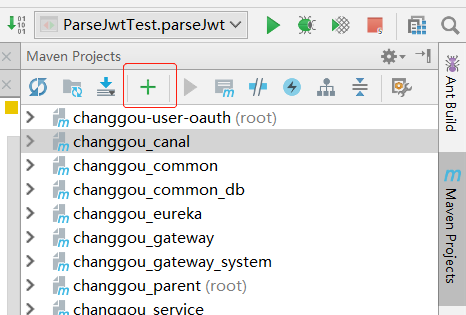 ParseJwtTest.parseJwt
Maven Projects
changgou-user-oauth (root)
changgou_canal
changgou_common
changgou_common_db
changgou_eureka
changgou_gateway
changgou_gateway_system
changgou_parent (root)
changgou_service
Ant Build
Maven Projects